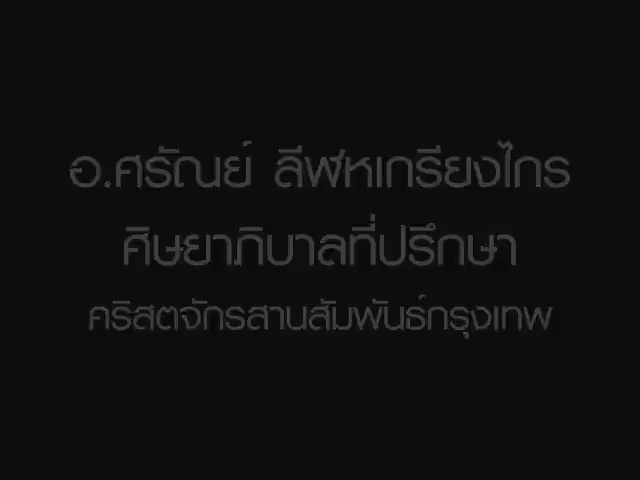 อ.ศรัณย์ ลีฬหเกรียงไกร
ศิษยาภิบาลที่ปรึกษา
คริสตจักรสานสัมพันธ์กรุงเทพ